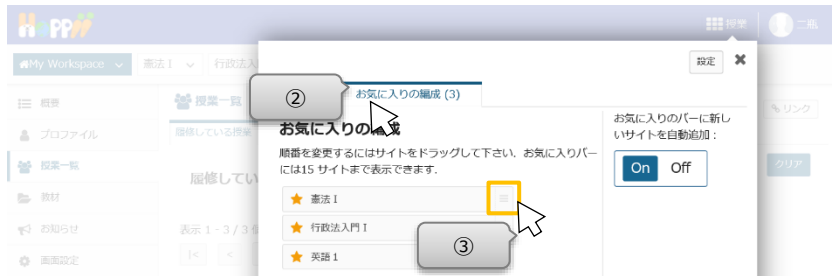 Hoppii
授業
二瓶
My Workspace
憲法 I
行政法入
設定
概要
授業一覧
②
お気に入りの編成 (3)
お気に入りのバーに新し
いサイトを自動追加：
リンク
プロファイル
履修している授業
お気に入りの編成
順番を変更するにはサイトをドラッグして下さい．お気に入りバー
には15 サイトまで表示できます．
On Off
クリア
授業一覧
履修してい
憲法 I
教材
お知らせ
表示 1 - 3 / 3 個
行政法入門 I
③
画面設定
|< <
英語 1